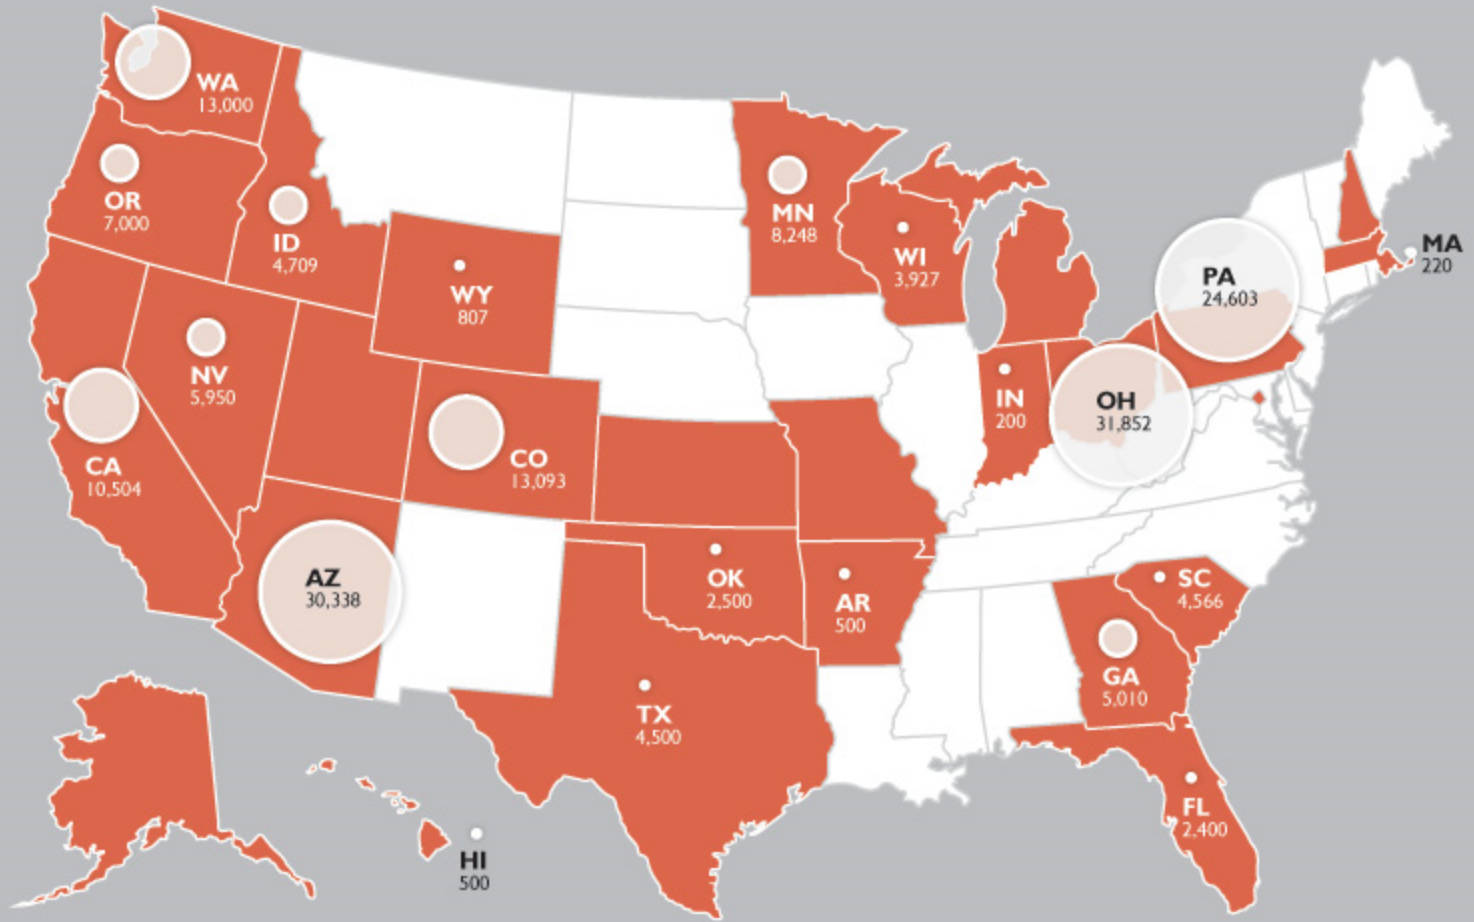 WA
13,000
OR
7,000
ID
4,709
WY
807
MN
8,248
WI
3,927
MA
220
PA
24,603
NV
5,950
IN
200
OH
31,852
CA
10,504
CO
13,093
AZ
30,338
OK
2,500
AR
500
SC
4,566
GA
5,010
TX
4,500
FL
2,400
HI
500